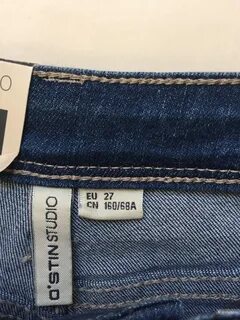 O
EU 27
CN 160/68A
O'STIN STUDIO